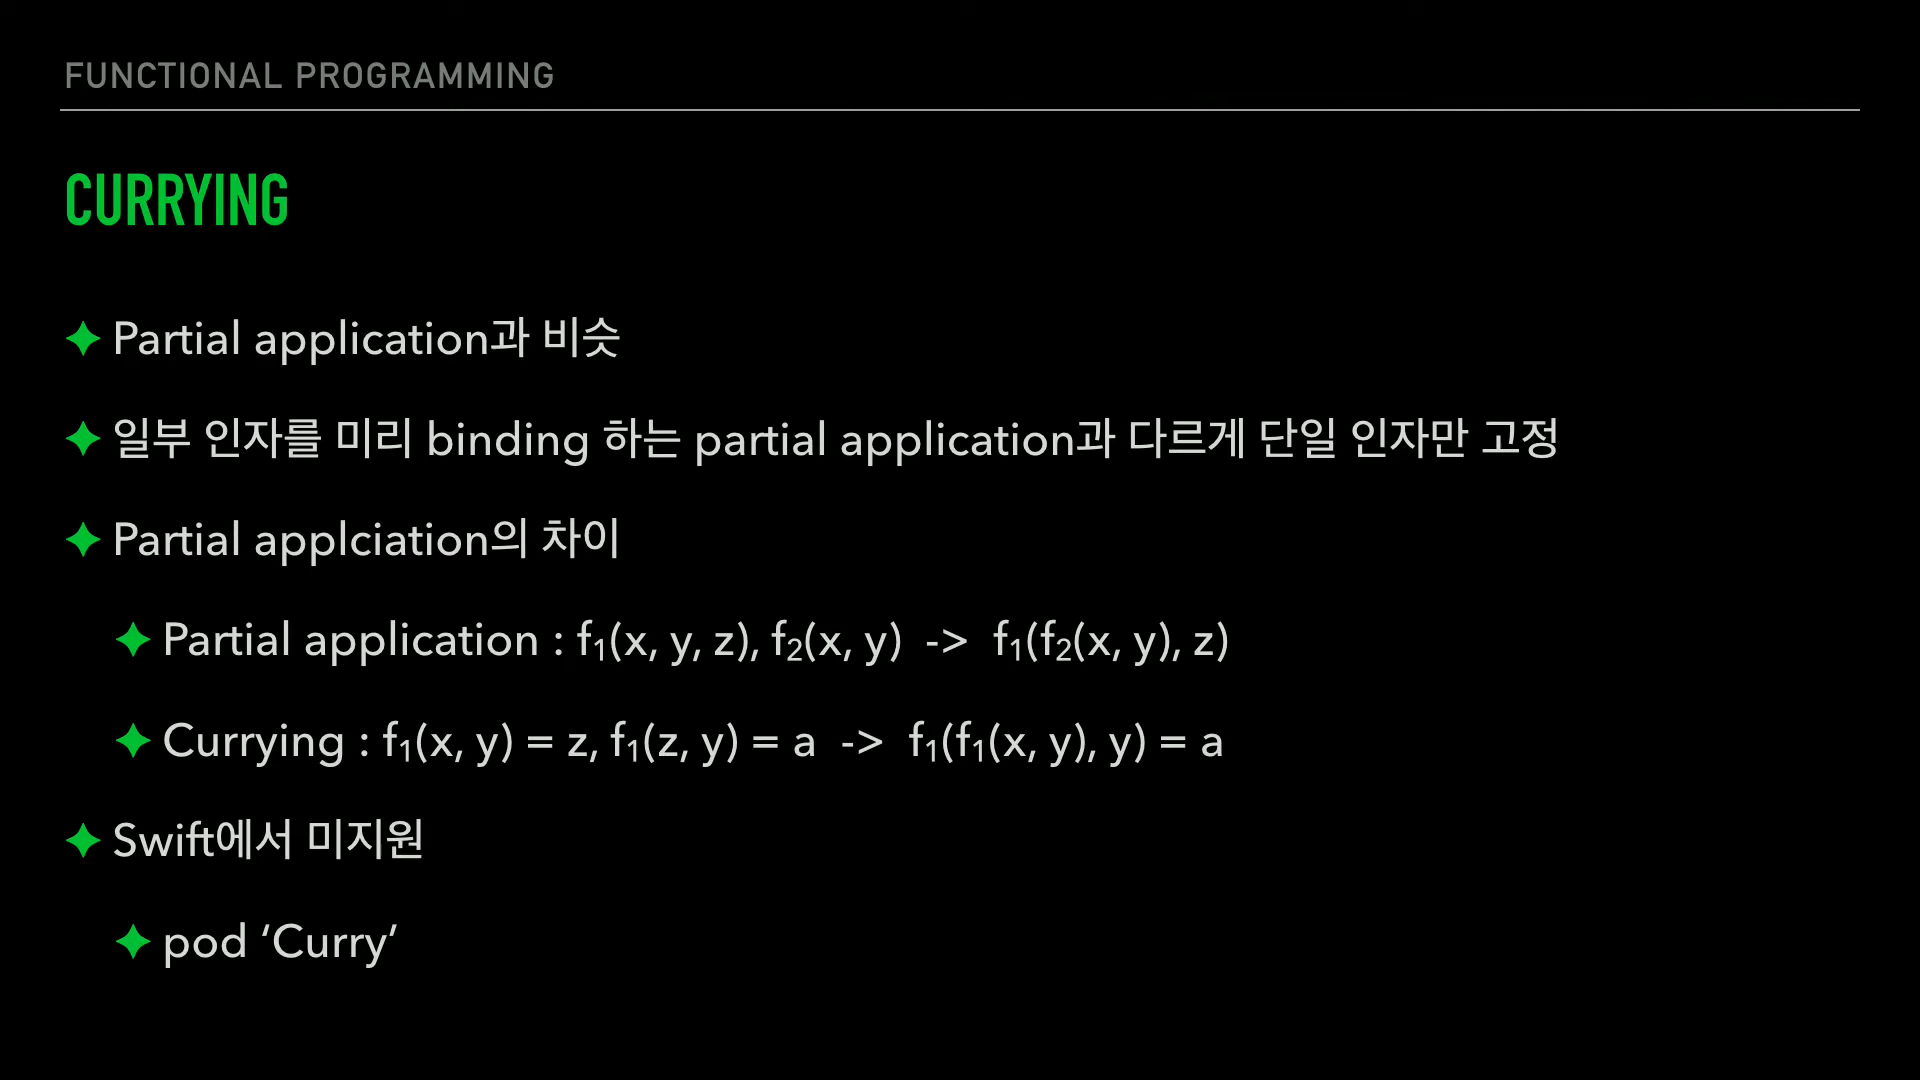 FUNCTIONAL PROGRAMMING
CURRYING
✦ Partial application과 비슷
✦ 일부 인자를 미리 binding 하는 partial application과 다르게 단일 인자만 고정
✦ Partial applciation의 차이
✦ Partial application : f₁(x, y, z), f₂(x, y) -> f₁(f₂(x, y), z)
✦ Currying : f₁(x, y) = z, f₁(z, y) = a -> f₁(f₁(x, y), y) = a
✦ Swift에서 미지원
✦ pod ‘Curry’